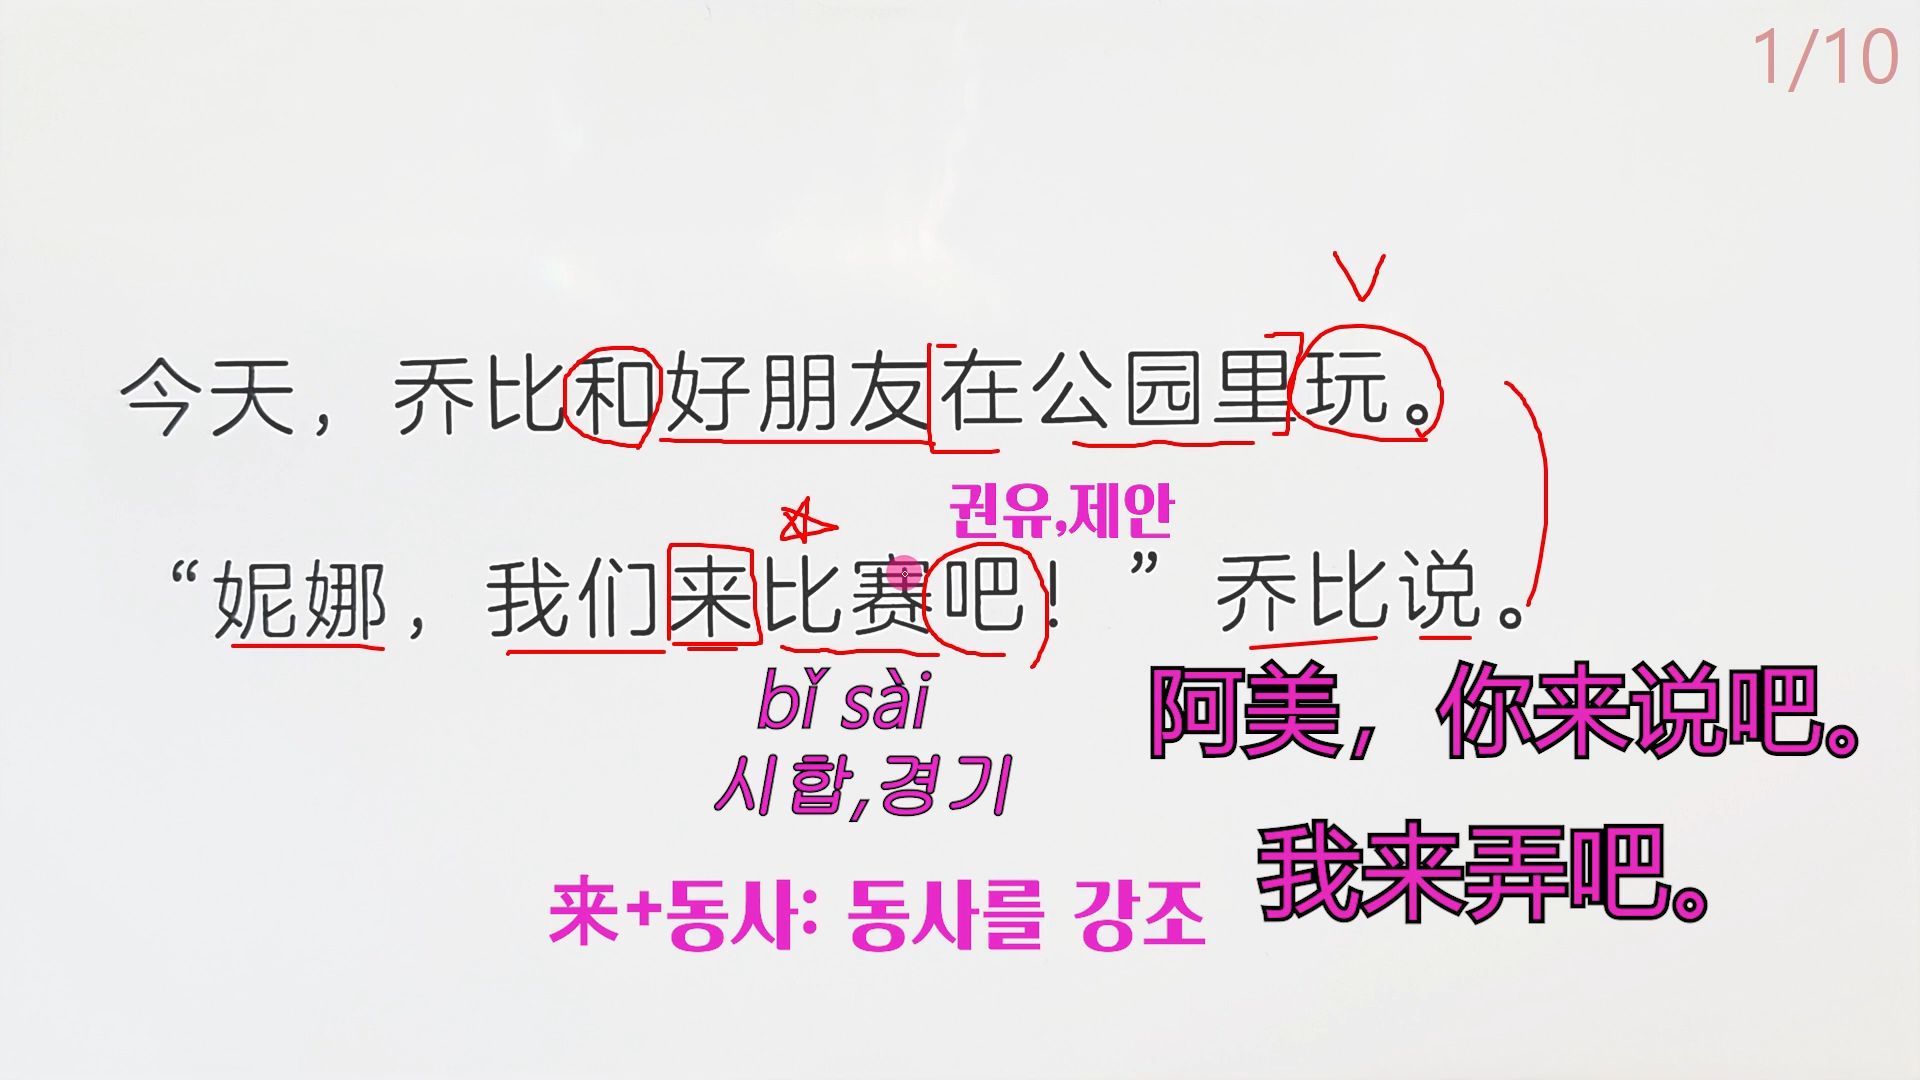 1/10
今天，乔比和好朋友在公园里玩。
권유,제안
“妮娜，我们来比赛吧！”乔比说。
bǐ sài
시합,경기
阿美，你来说吧。
我来弄吧。
来+동사: 동사를 강조